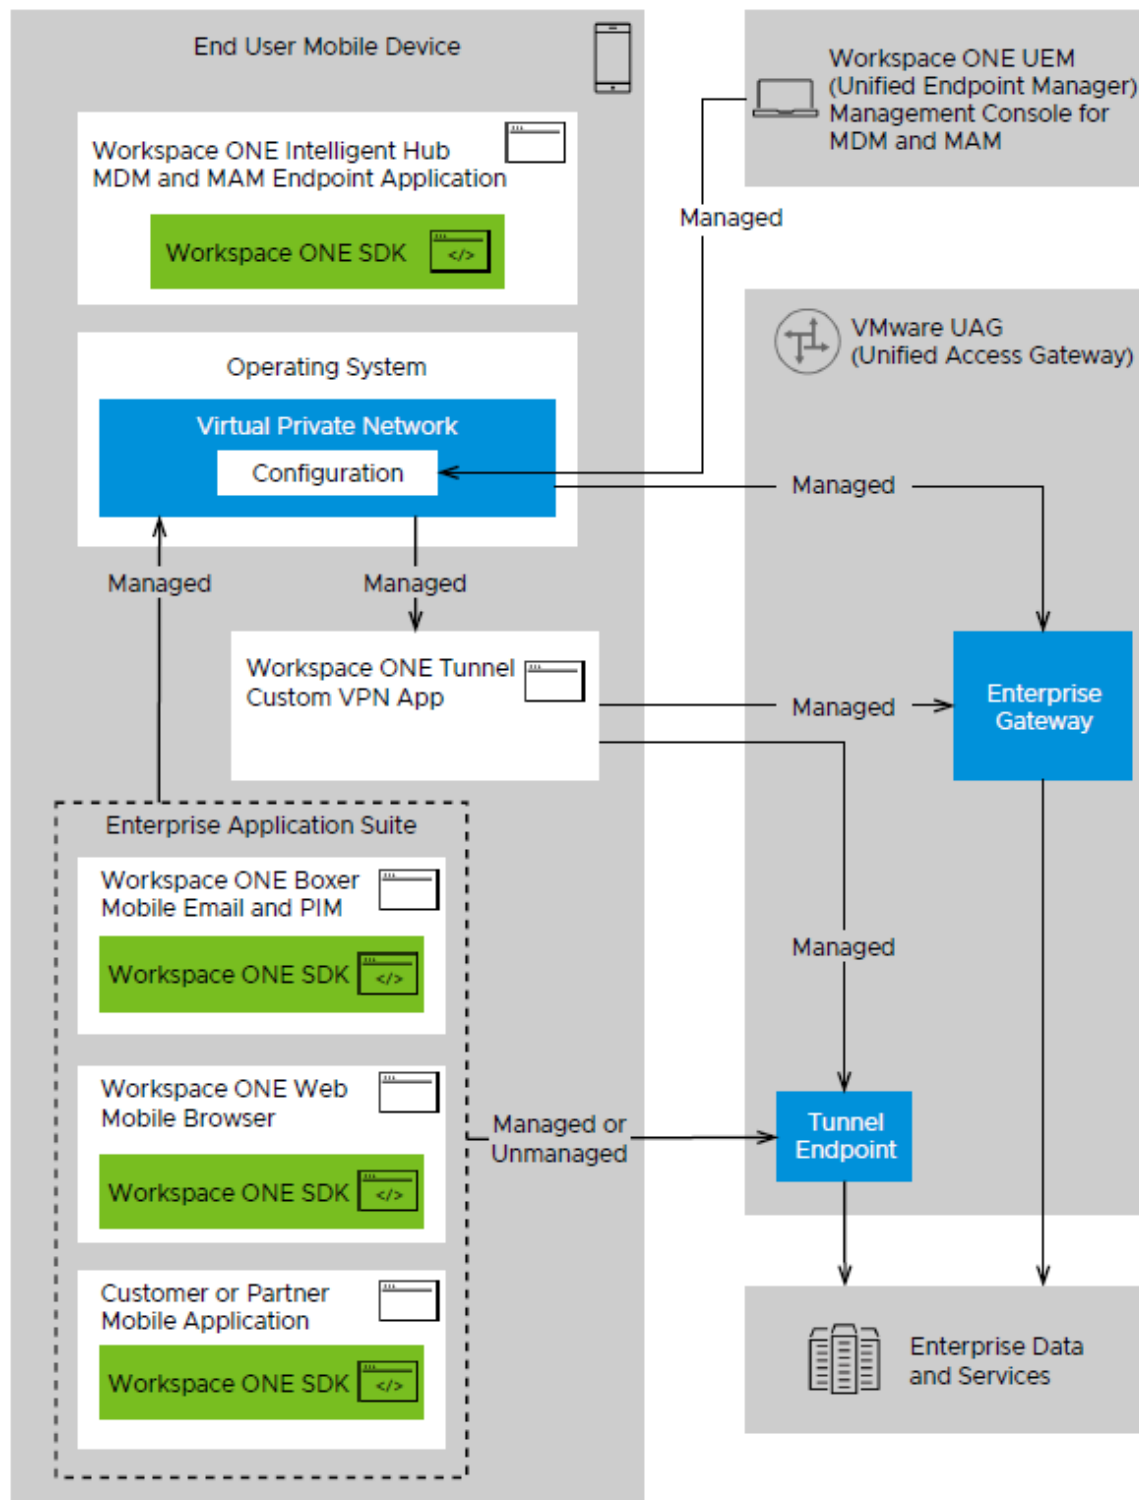 End User Mobile Device
Workspace ONE Intelligent Hub
MDM and MAM Endpoint Application
Workspace ONE SDK
</>
Operating System
Virtual Private Network
Configuration
Managed
Managed
Workspace ONE Tunnel
Custom VPN App
Enterprise Application Suite
Workspace ONE Boxer
Mobile Email and PIM
Workspace ONE SDK
</>
Workspace ONE Web
Mobile Browser
Workspace ONE SDK
</>
Customer or Partner
Mobile Application
Workspace ONE SDK
</>
Workspace ONE UEM
(Unified Endpoint Manager)
Management Console for
MDM and MAM
Managed
VMware UAG
(Unified Access Gateway)
Managed
Managed
Enterprise
Gateway
Managed
Managed or
Unmanaged
Tunnel
Endpoint
Enterprise Data
and Services